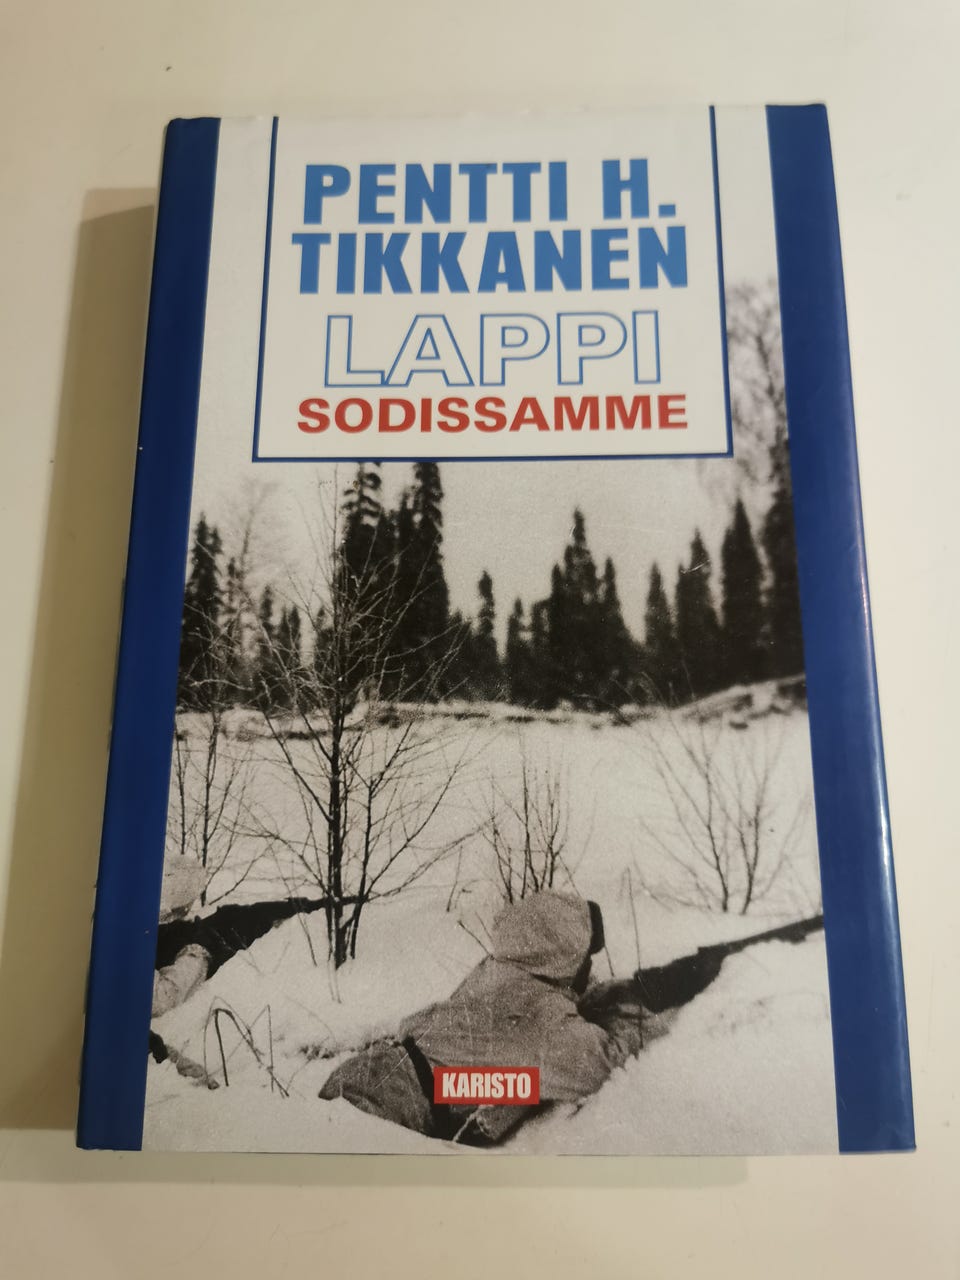 PENTTI H.
TIKKANEN
LAPPI
SODISSAMME
KARISTO